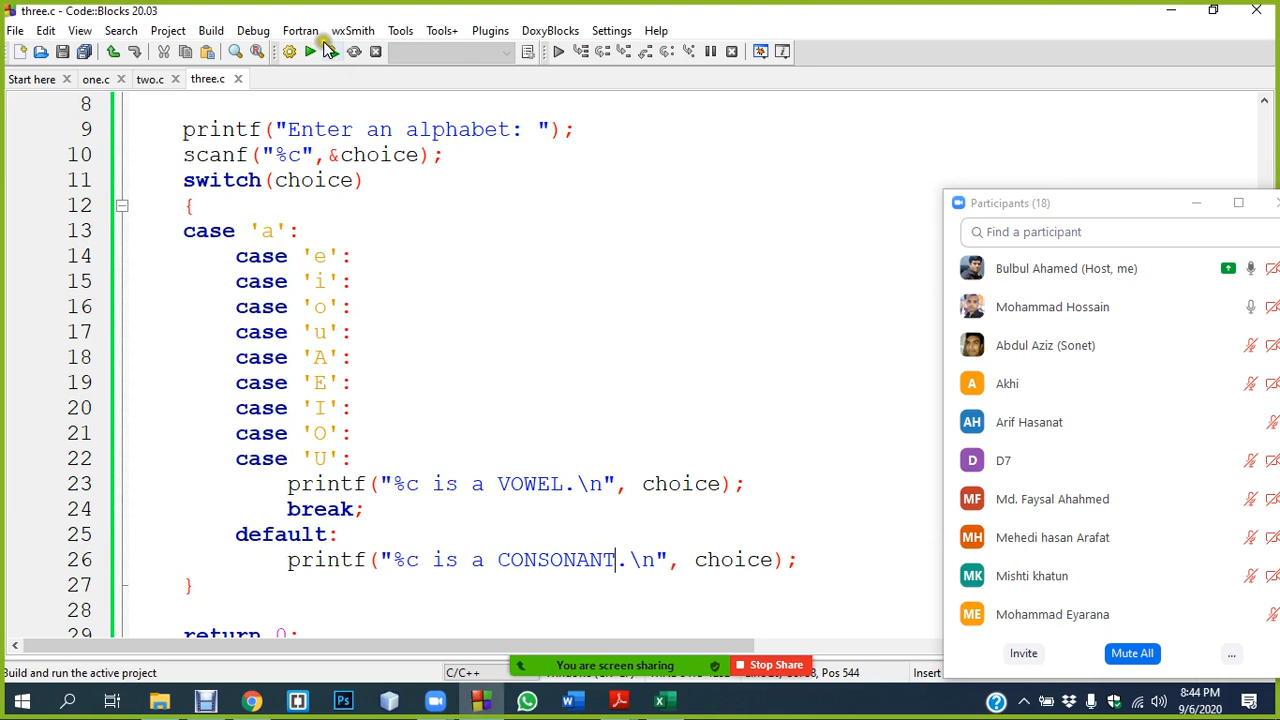 three.c - Code::Blocks 20.03
File Edit View Search Project Build Debug Fortran wxSmith Tools Tools+ Plugins DoxyBlocks Settings Help
Start here one.c two.c three.c
8
9 printf("Enter an alphabet: ");
10 scanf("%c",&choice);
11 switch(choice)
12 {
13 case 'a':
14 case 'e':
15 case 'i':
16 case 'o':
17 case 'u':
18 case 'A':
19 case 'E':
20 case 'I':
21 case 'O':
22 case 'U':
23 printf("%c is a VOWEL.\n", choice);
24 break;
25 default:
26 printf("%c is a CONSONANT.\n", choice);
27 }
28
29 return 0;
Participants (18)
Find a participant
Bulbul Ahamed (Host, me)
Mohammad Hossain
Abdul Aziz (Sonet)
A Akhi
AH Arif Hasanat
D D7
MF Md. Faysal Ahahmed
MH Mehedi hasan Arafat
MK Mishti khatun
ME Mohammad Eyarana
Invite Mute All ...
You are screen sharing Stop Share
Build and run the active project C/C++ Insert
8:44 PM
9/6/2020